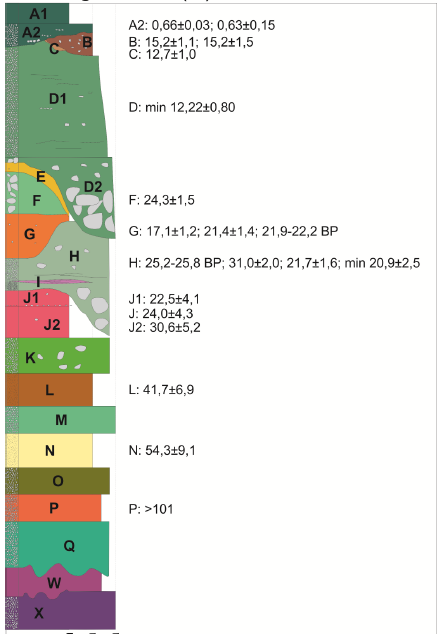 A1
A2
A2: 0,66±0,03; 0,63±0,15
B
B: 15,2±1,1; 15,2±1,5
C
C: 12,7±1,0
D1
D: min 12,22±0,80
E
D2
F
F: 24,3±1,5
G
G: 17,1±1,2; 21,4±1,4; 21,9-22,2 BP
H
H: 25,2-25,8 BP; 31,0±2,0; 21,7±1,6; min 20,9±2,5
I
J1
J1: 22,5±4,1
J: 24,0±4,3
J2
J2: 30,6±5,2
K
L
L: 41,7±6,9
M
N
N: 54,3±9,1
O
P
P: >101
Q
W
X